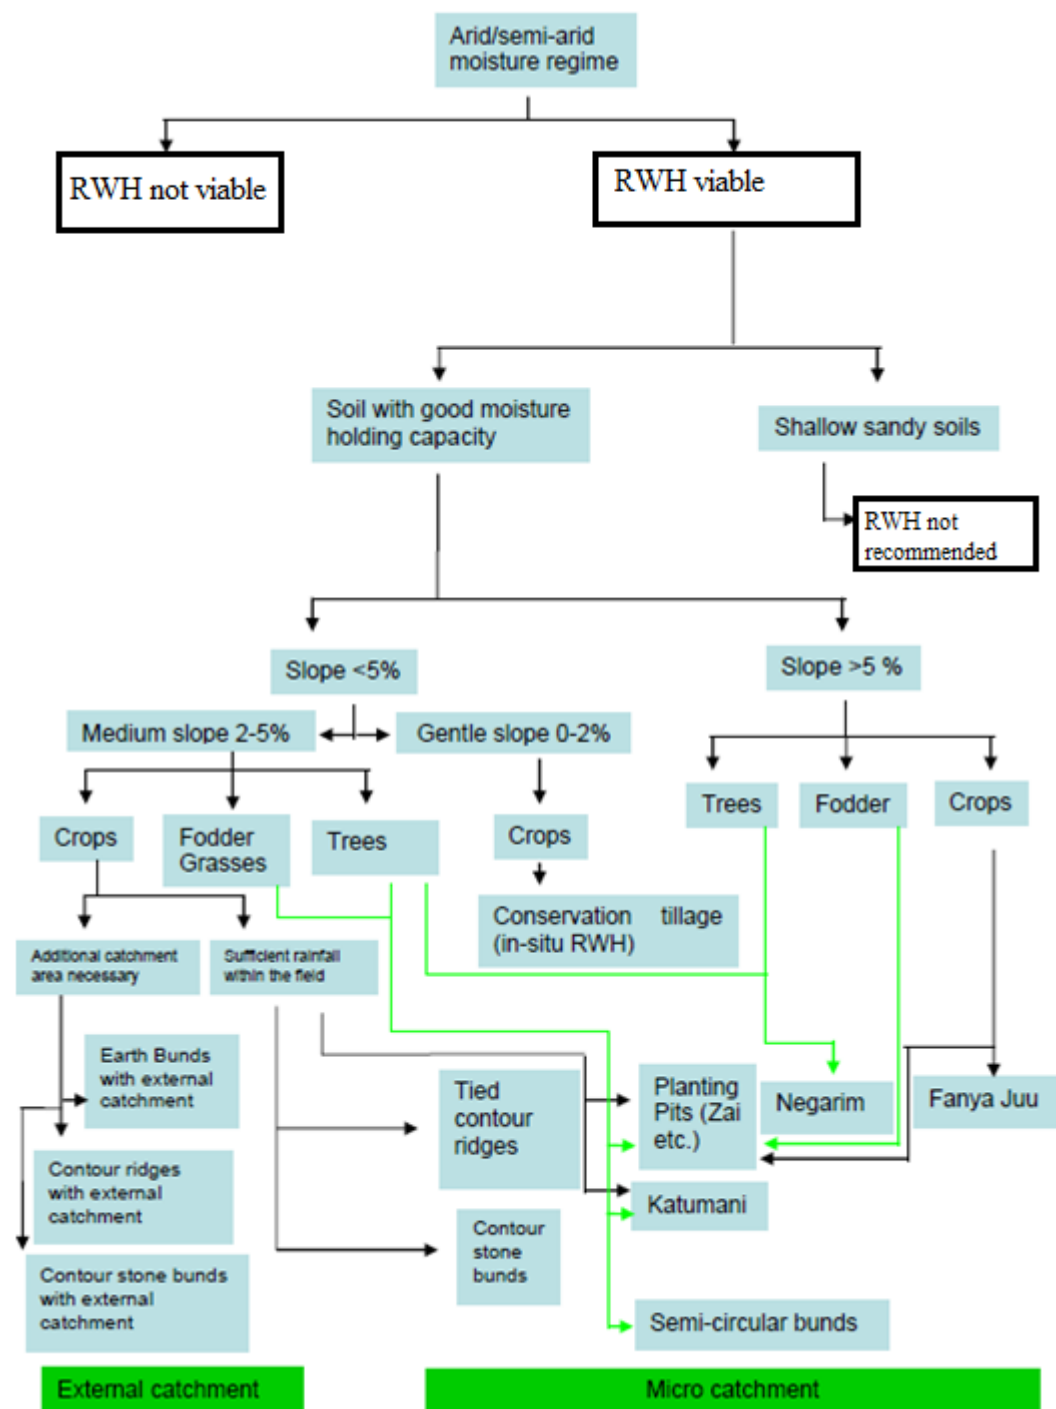 Arid/semi-arid
moisture regime
RWH not viable
RWH viable
Soil with good moisture
holding capacity
Shallow sandy soils
RWH not
recommended
Slope <5%
Slope >5 %
Medium slope 2-5%
Gentle slope 0-2%
Trees
Fodder
Crops
Crops
Fodder
Grasses
Trees
Crops
Conservation tillage
(in-situ RWH)
Additional catchment
area necessary
Sufficient rainfall
within the field
Earth Bunds
with external
catchment
Tied
contour
ridges
Planting
Pits (Zai
etc.)
Negarim
Fanya Juu
Contour ridges
with external
catchment
Katumani
Contour
stone
bunds
Contour stone bunds
with external
catchment
Semi-circular bunds
External catchment
Micro catchment